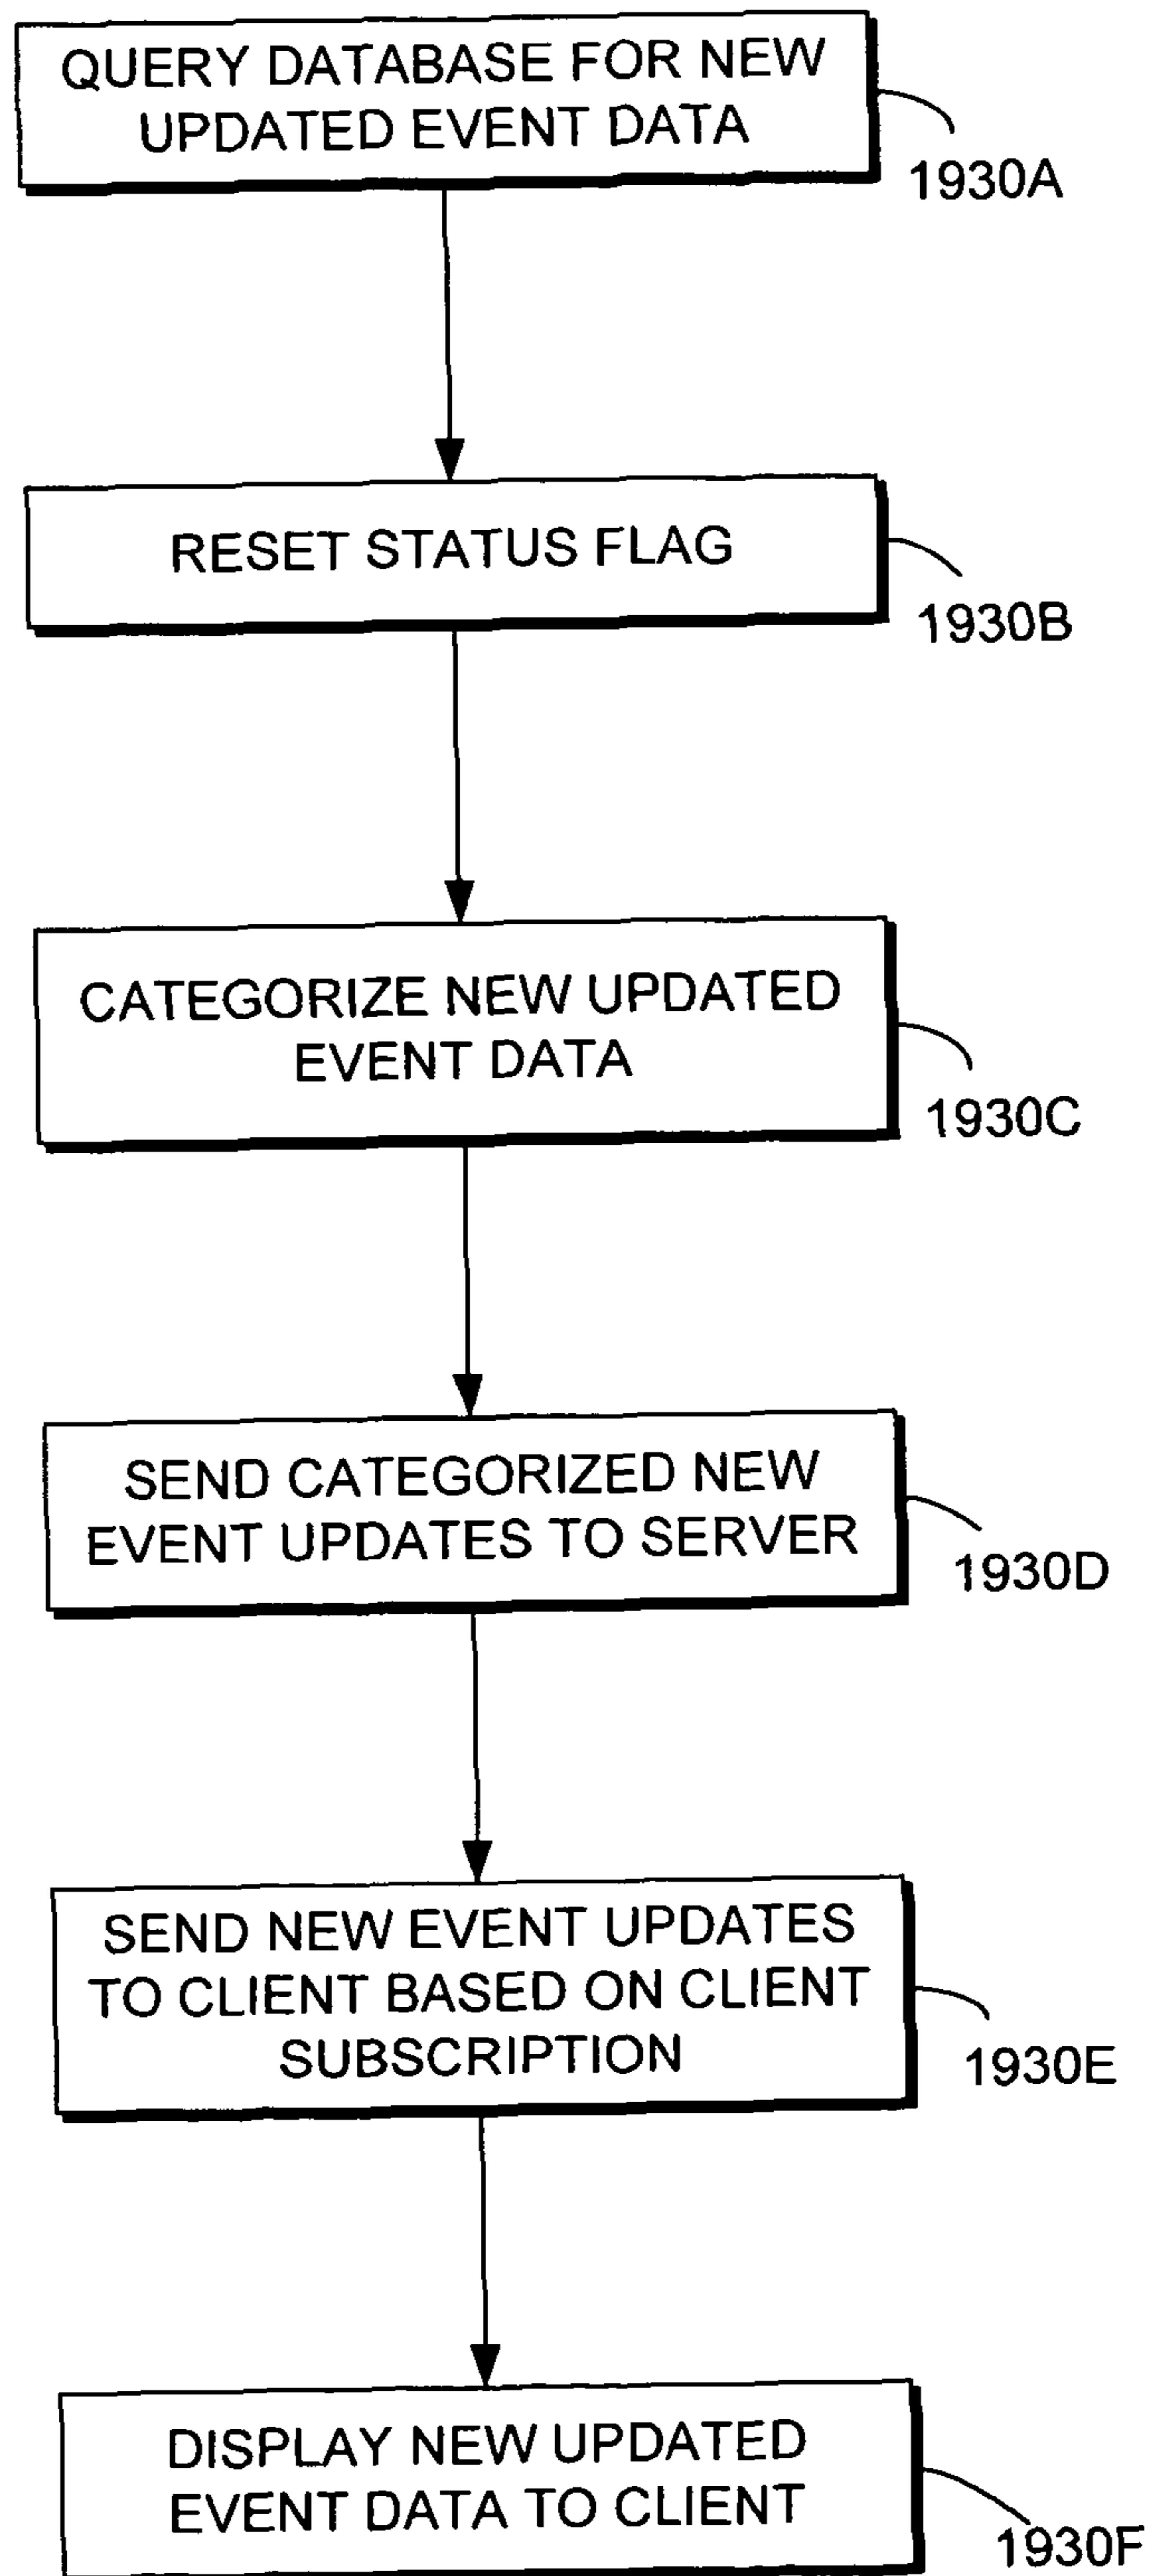 QUERY DATABASE FOR NEW
UPDATED EVENT DATA
1930A
RESET STATUS FLAG
1930B
CATEGORIZE NEW UPDATED
EVENT DATA
1930C
SEND CATEGORIZED NEW
EVENT UPDATES TO SERVER
1930D
SEND NEW EVENT UPDATES
TO CLIENT BASED ON CLIENT
SUBSCRIPTION
1930E
DISPLAY NEW UPDATED
EVENT DATA TO CLIENT
1930F